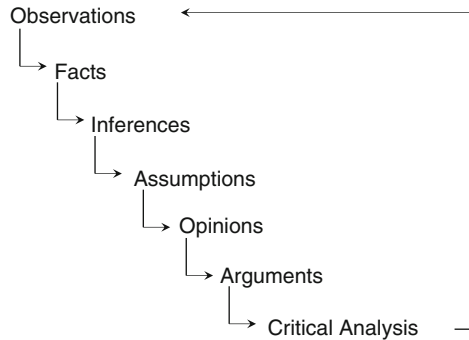 Observations
Facts
Inferences
Assumptions
Opinions
Arguments
Critical Analysis